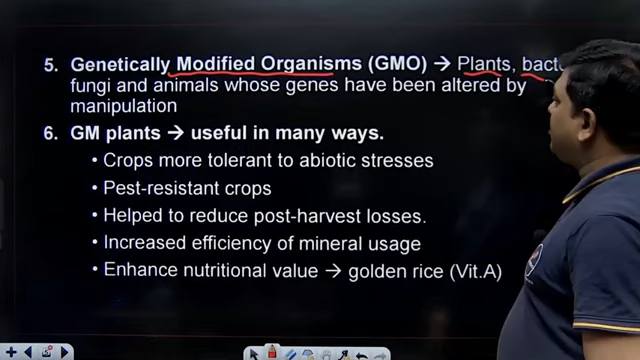 5. Genetically Modified Organisms (GMO) → Plants,
fungi and animals whose genes have been altered by
manipulation
6. GM plants → useful in many ways.
• Crops more tolerant to abiotic stresses
• Pest-resistant crops
• Helped to reduce post-harvest losses.
• Increased efficiency of mineral usage
• Enhance nutritional value → golden rice (Vit.A)